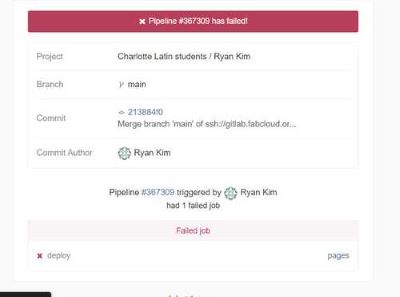 ✖ Pipeline #367309 has failed!
Project Charlotte Latin students / Ryan Kim
Branch main
Commit 213884f0
Merge branch 'main' of ssh://gitlab.fabcloud.or...
Commit Author Ryan Kim
Pipeline #367309 triggered by Ryan Kim
had 1 failed job
Failed job
✖ deploy pages